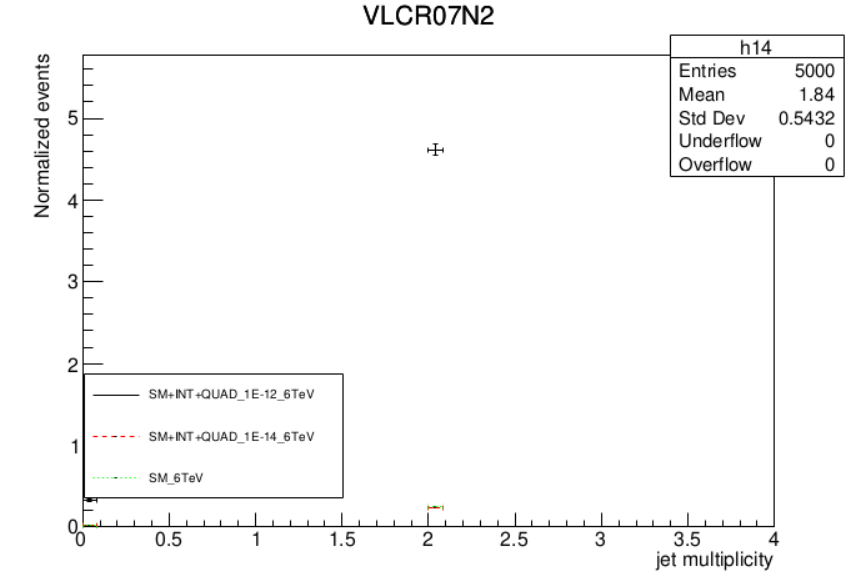 VLCR07N2
h14
Entries 5000
Mean 1.84
Std Dev 0.5432
Underflow 0
Overflow 0
Normalized events
5
4
3
2
1
0
SM+INT+QUAD_1E-12_6TeV
SM+INT+QUAD_1E-14_6TeV
SM_6TeV
0 0.5 1 1.5 2 2.5 3 3.5 4
jet multiplicity